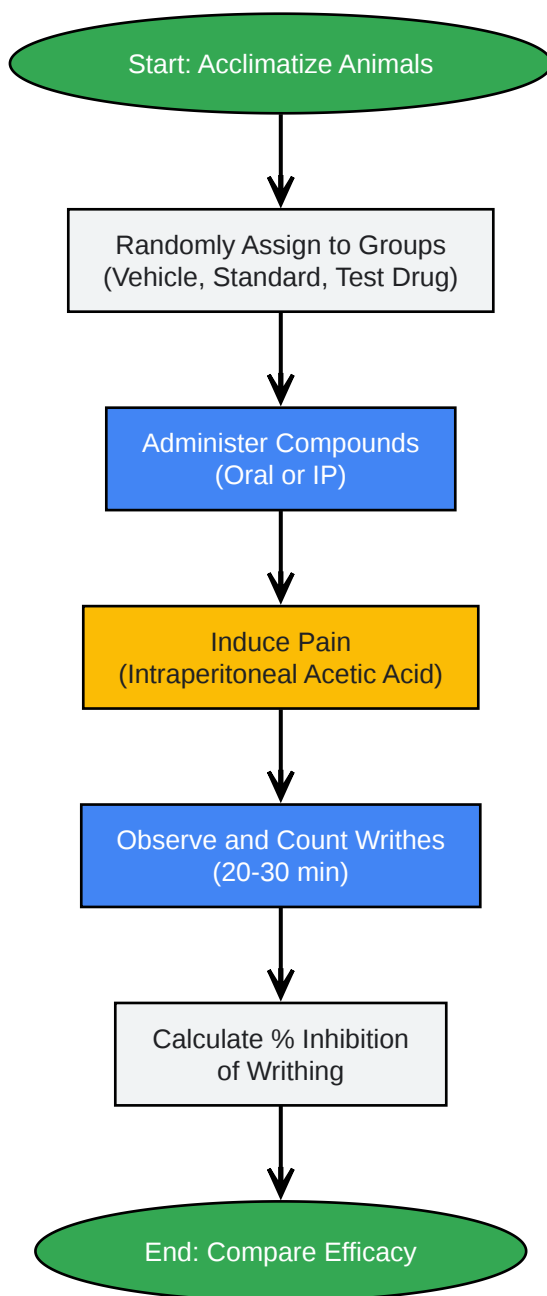 Start: Acclimatize Animals
Randomly Assign to Groups
(Vehicle, Standard, Test Drug)
Administer Compounds
(Oral or IP)
Induce Pain
(Intraperitoneal Acetic Acid)
Observe and Count Writhes
(20-30 min)
Calculate % Inhibition
of Writhing
End: Compare Efficacy